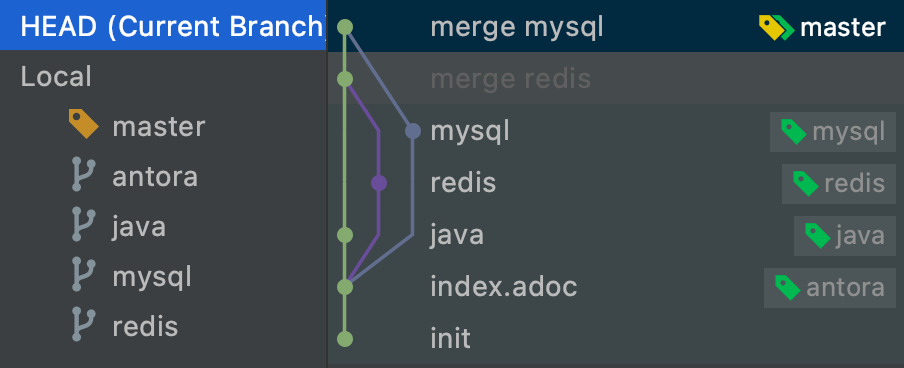 HEAD (Current Branch)
Local
master
antora
java
mysql
redis
merge mysql master
merge redis
mysql mysql
redis redis
java java
index.adoc antora
init